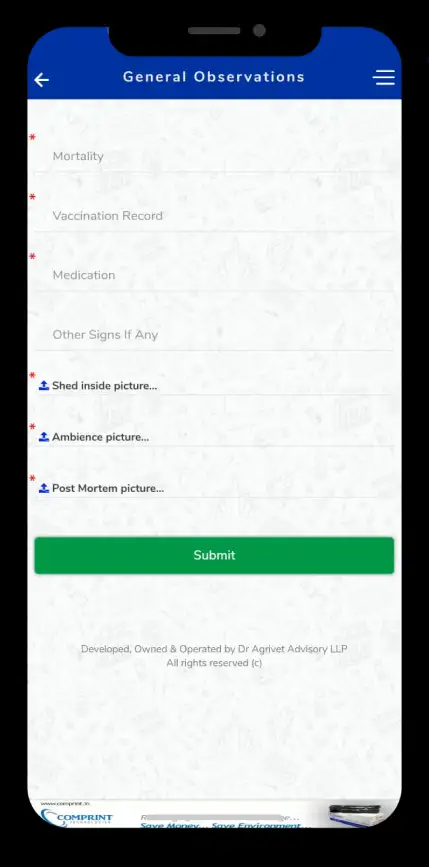 General Observations
*
Mortality
*
Vaccination Record
*
Medication
Other Signs If Any
*
Shed inside picture...
*
Ambience picture...
*
Post Mortem picture...
Submit
Developed, Owned & Operated by Dr Agrivet Advisory LLP
All rights reserved (c)
www.comprint.in
COMPRINT
TECHNOLOGIES
Save Money... Save Environment...